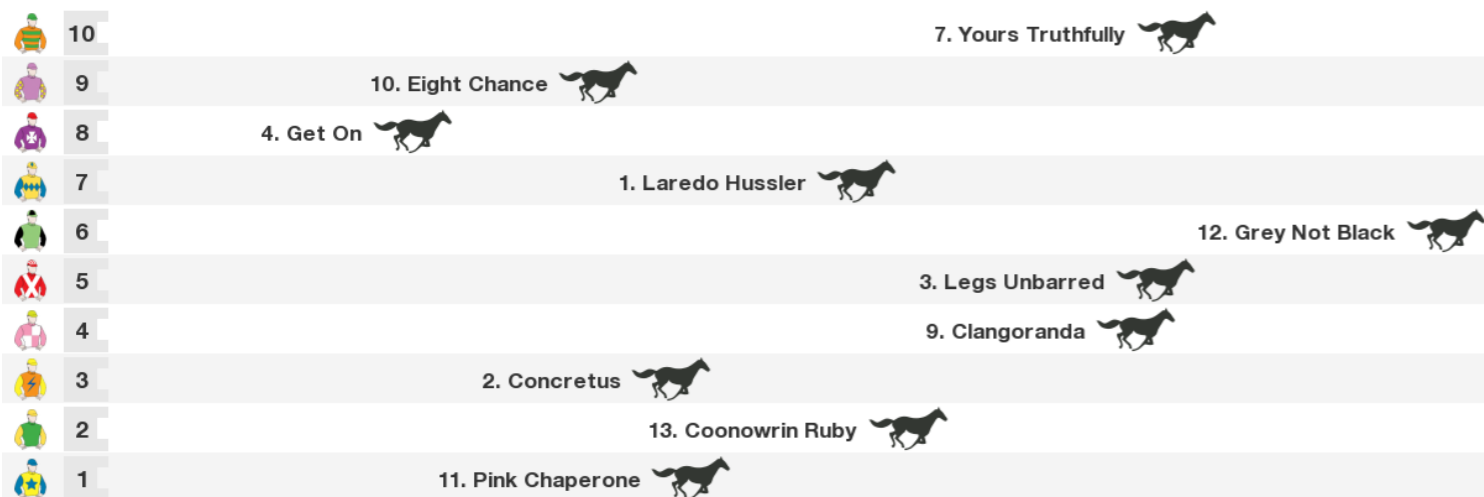 10 7. Yours Truthfully
9 10. Eight Chance
8 4. Get On
7 1. Laredo Hussler
6 12. Grey Not Black
5 3. Legs Unbarred
4 9. Clangoranda
3 2. Concretus
2 13. Coonowrin Ruby
1 11. Pink Chaperone